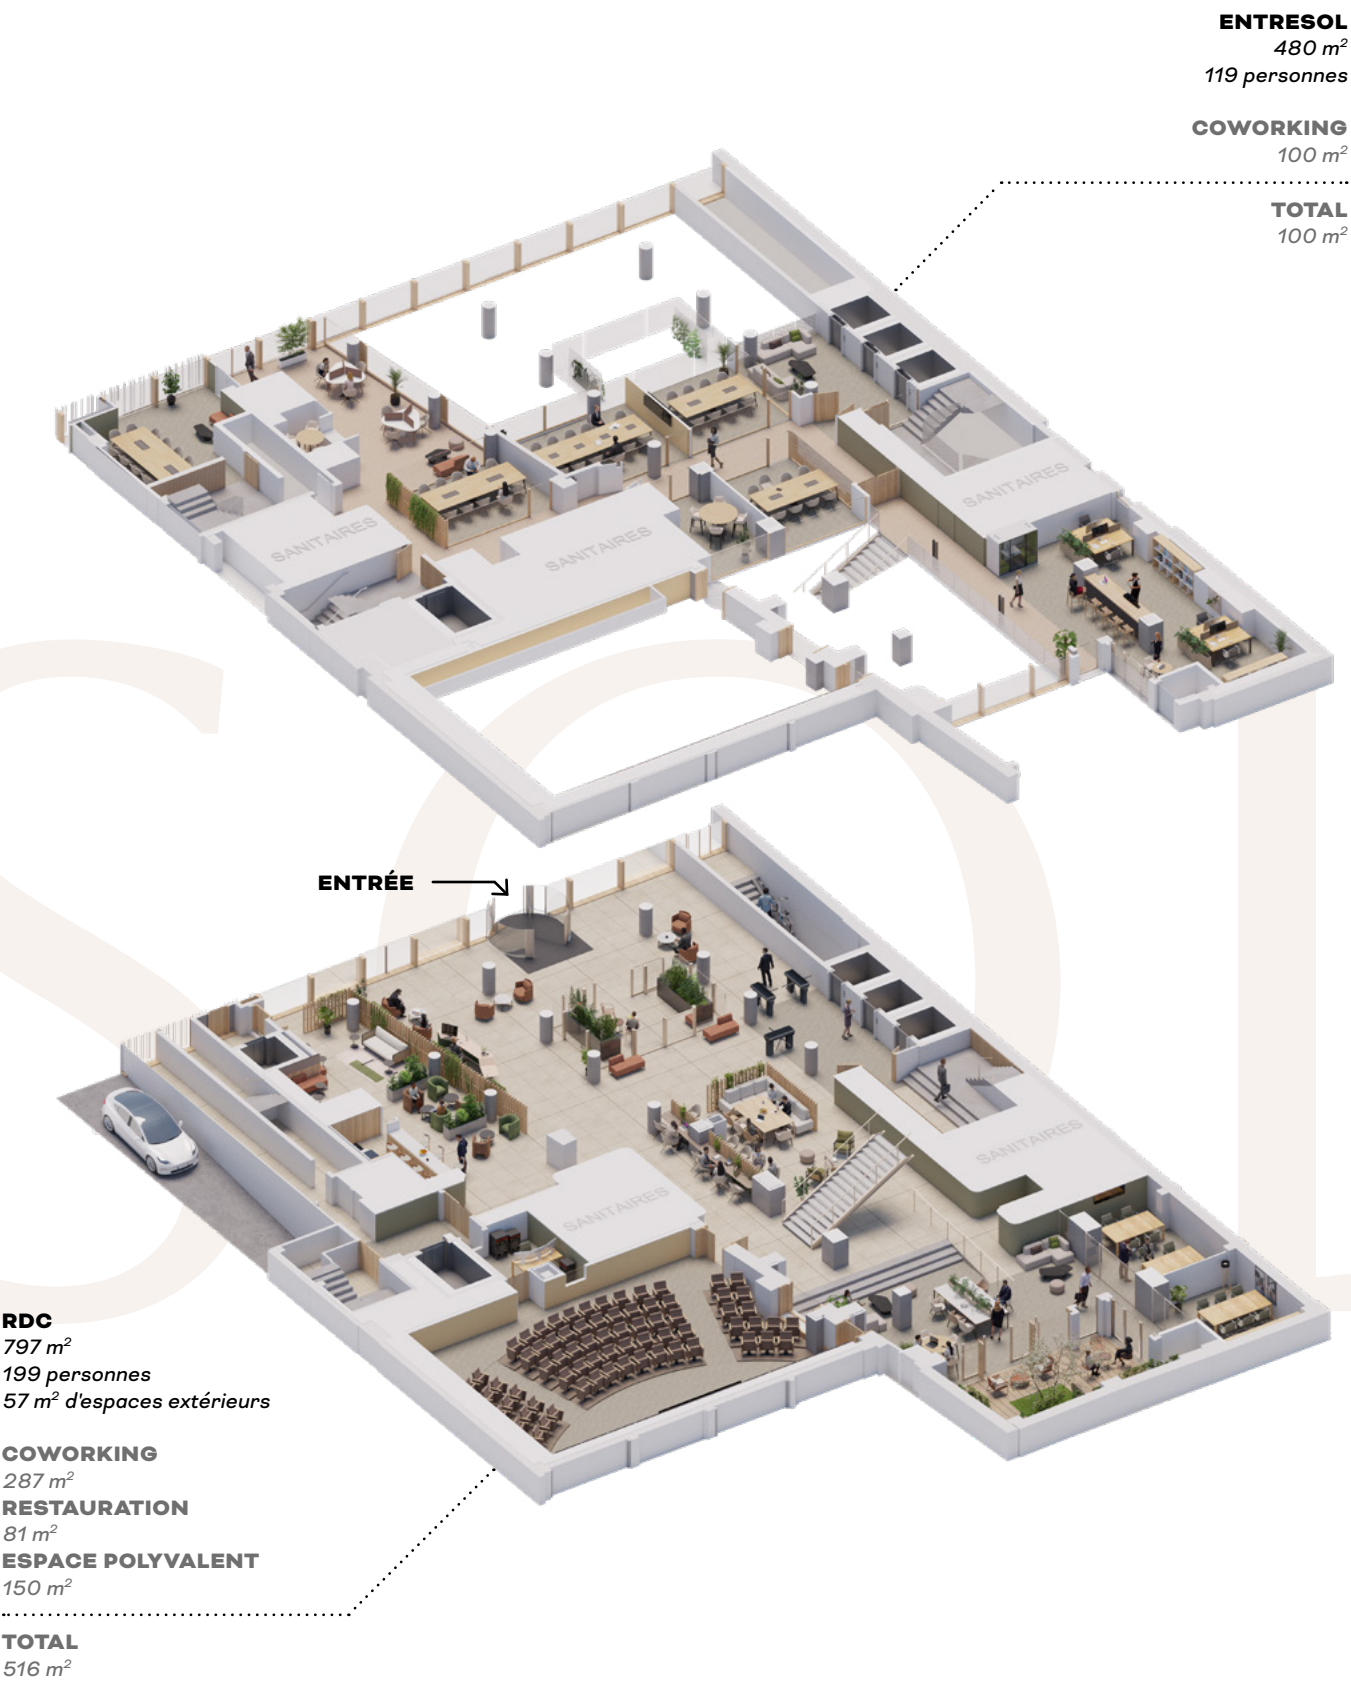 ENTRESOL
480 m²
119 personnes
COWORKING
100 m²
TOTAL
100 m²
SANITAIRES
SANITAIRES
SANITAIRES
SOL
ENTRÉE
SANITAIRES
SANITAIRES
RDC
797 m²
199 personnes
57 m² d'espaces extérieurs
COWORKING
287 m²
RESTAURATION
81 m²
ESPACE POLYVALENT
150 m²
TOTAL
516 m²